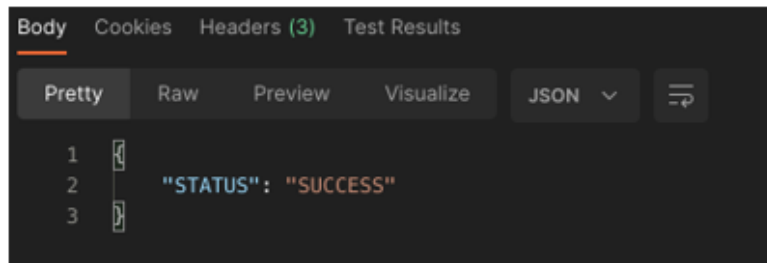 Body Cookies Headers (3) Test Results
Pretty Raw Preview Visualize JSON
1 {
2 "STATUS": "SUCCESS"
3 }